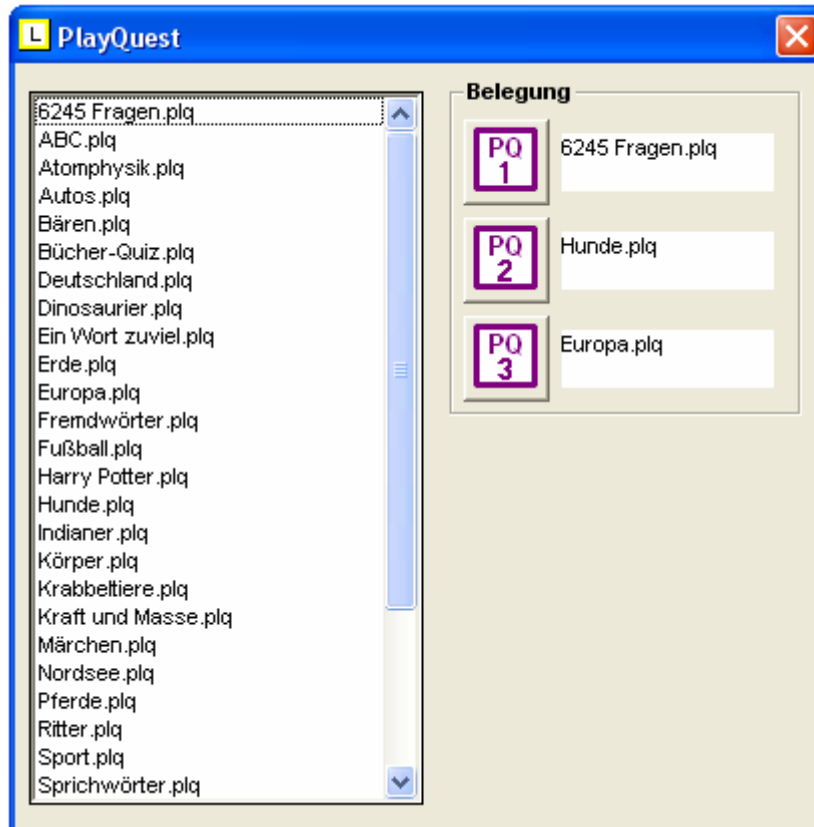 L PlayQuest
6245 Fragen.plq
ABC.plq
Atomphysik.plq
Autos.plq
Bären.plq
Bücher-Quiz.plq
Deutschland.plq
Dinosaurier.plq
Ein Wort zuviel.plq
Erde.plq
Europa.plq
Fremdwörter.plq
Fußball.plq
Harry Potter.plq
Hunde.plq
Indianer.plq
Körper.plq
Krabbeltiere.plq
Kraft und Masse.plq
Märchen.plq
Nordsee.plq
Pferde.plq
Ritter.plq
Sport.plq
Sprichwörter.plq
Belegung
PQ
1
6245 Fragen.plq
PQ
2
Hunde.plq
PQ
3
Europa.plq